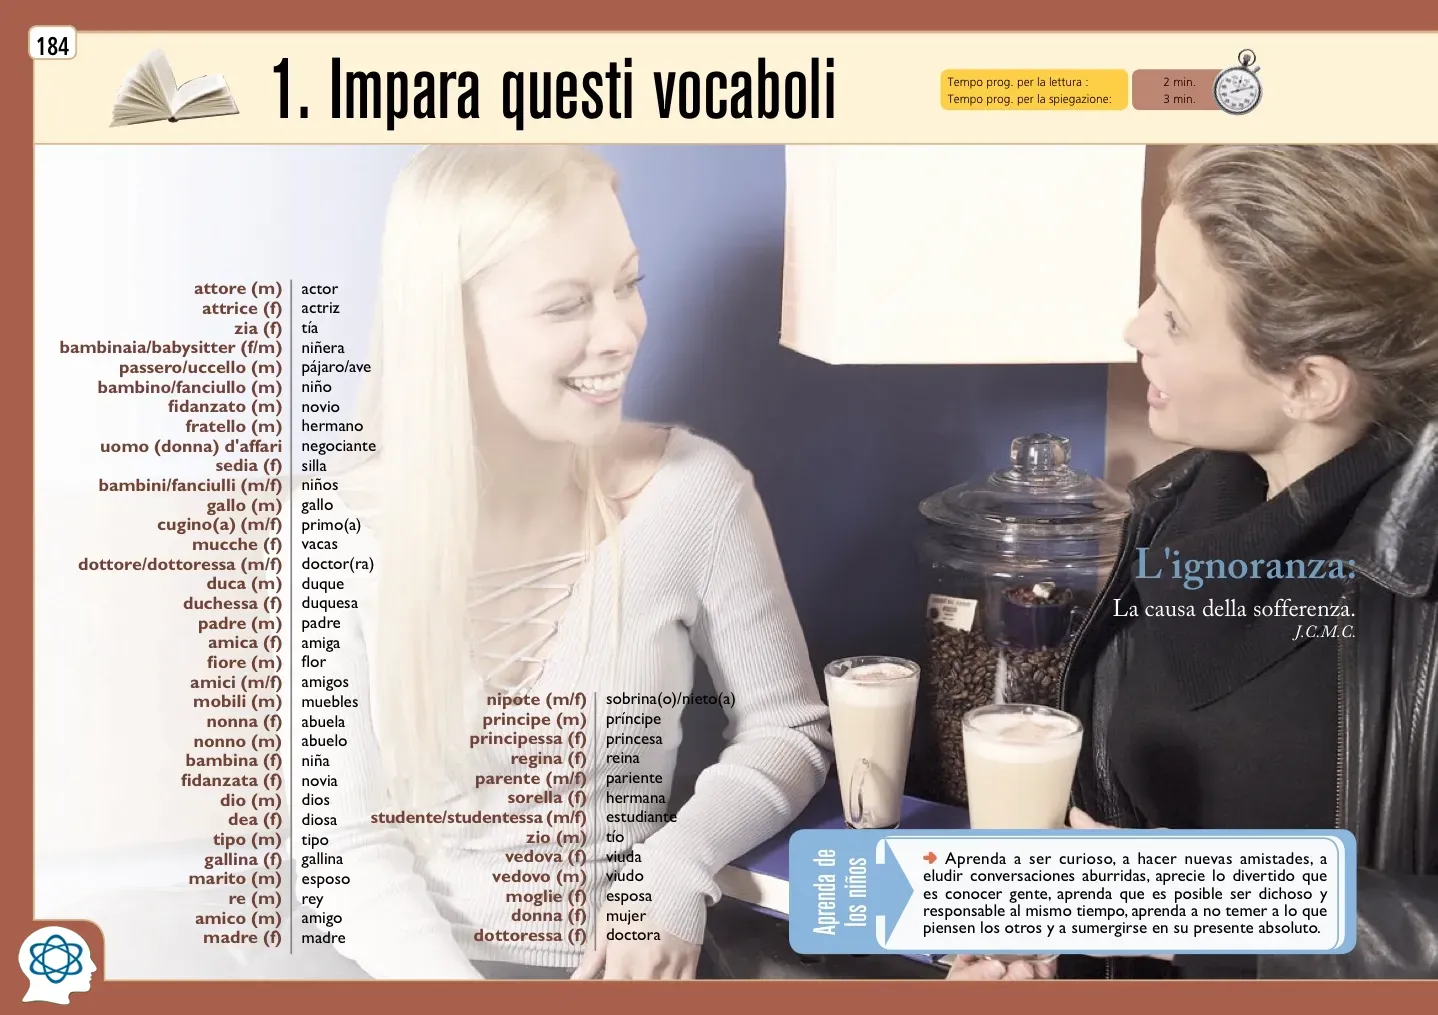 184
1. Impara questi vocaboli
Tempo prog. per la lettura : 2 min.
Tempo prog. per la spiegazione: 3 min.
attore (m) actor
attrice (f) actriz
zia (f) tía
bambinaia/babysitter (f/m) niñera
passero/uccello (m) pájaro/ave
bambino/fanciullo (m) niño
fidanzato (m) novio
fratello (m) hermano
uomo (donna) d'affari negociante
sedia (f) silla
bambini/fanciulli (m/f) niños
gallo (m) gallo
cugino(a) (m/f) primo(a)
mucche (f) vacas
dottore/dottoressa (m/f) doctor(ra)
duca (m) duque
duchessa (f) duquesa
padre (m) padre
amica (f) amiga
fiore (m) flor
amici (m/f) amigos
mobili (m) muebles
nonna (f) abuela
nonno (m) abuelo
bambina (f) niña
fidanzata (f) novia
dio (m) dios
dea (f) diosa
tipo (m) tipo
gallina (f) gallina
marito (m) esposo
re (m) rey
amico (m) amigo
madre (f) madre
nipote (m/f) sobrina(o)/nieto(a)
principe (m) príncipe
principessa (f) princesa
regina (f) reina
parente (m/f) pariente
sorella (f) hermana
studente/studentessa (m/f) estudiante
zio (m) tío
vedova (f) viuda
vedovo (m) viudo
moglie (f) esposa
donna (f) mujer
dottoressa (f) doctora
L'ignoranza:
La causa della sofferenza.
J.C.M.C.
Aprenda de
los niños
Aprenda a ser curioso, a hacer nuevas amistades, a
eludir conversaciones aburridas, aprecie lo divertido que
es conocer gente, aprenda que es posible ser dichoso y
responsable al mismo tiempo, aprenda a no temer a lo que
piensen los otros y a sumergirse en su presente absoluto.